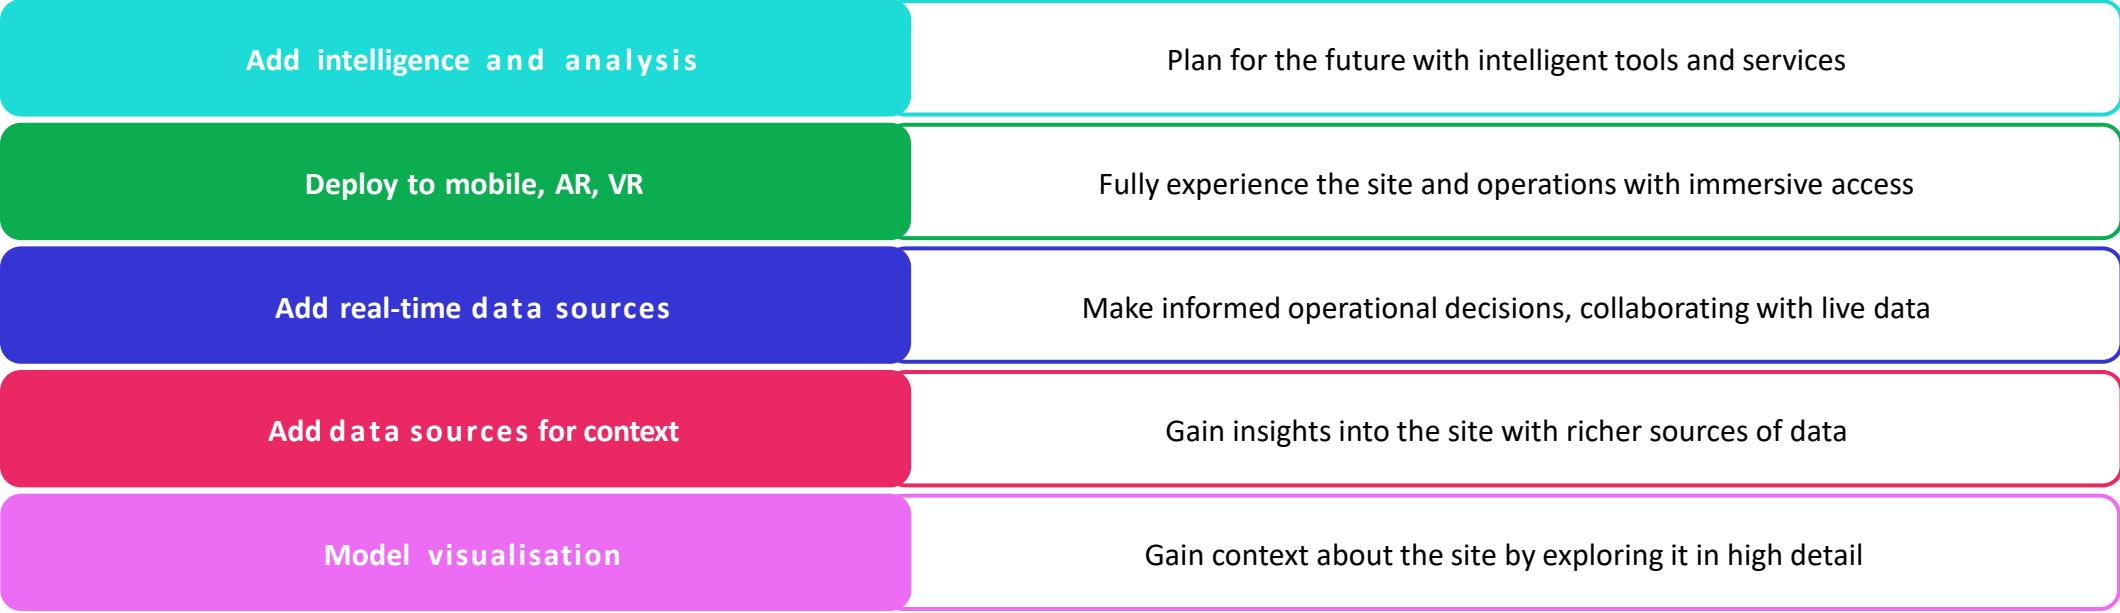 Add intelligence and analysis
Plan for the future with intelligent tools and services
Deploy to mobile, AR, VR
Fully experience the site and operations with immersive access
Add real-time data sources
Make informed operational decisions, collaborating with live data
Add data sources for context
Gain insights into the site with richer sources of data
Model visualisation
Gain context about the site by exploring it in high detail